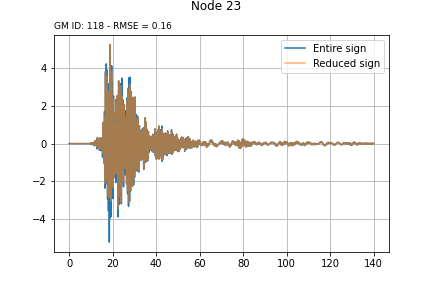 Node 23
GM ID: 118 - RMSE = 0.16
Entire sign
Reduced sign
4
2
0
−2
−4
0 20 40 60 80 100 120 140